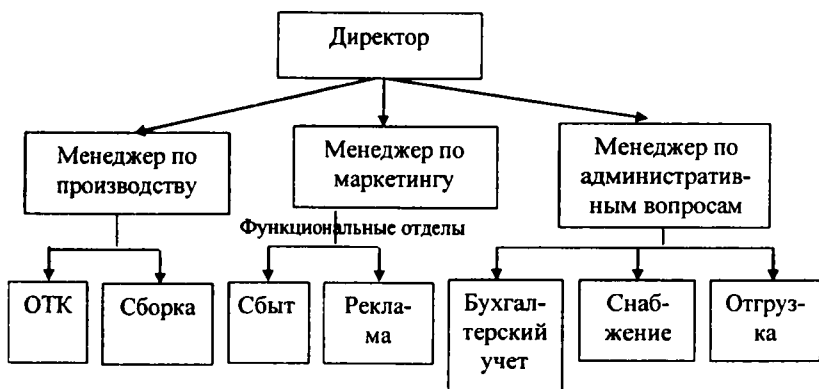 Директор
Менеджер по
производству
Менеджер по
маркетингу
Менеджер по
административ-
ным вопросам
Функциональные отделы
ОТК
Сборка
Сбыт
Рекла-
ма
Бухгал-
терский
учет
Снаб-
жение
Отгруз-
ка